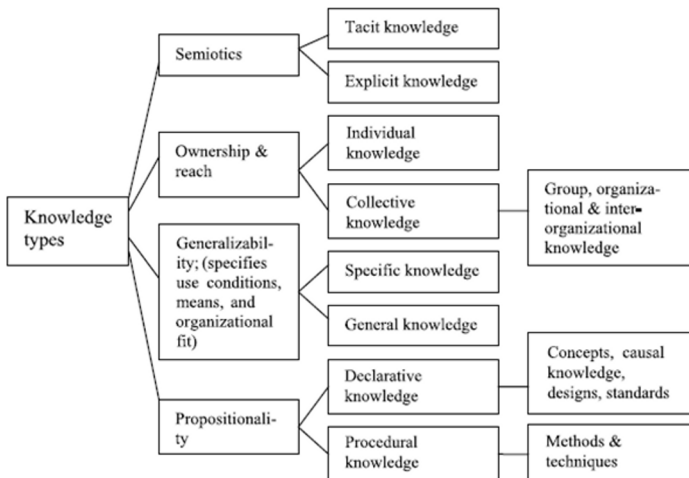 Knowledge
types
Semiotics
Tacit knowledge
Explicit knowledge
Ownership &
reach
Individual
knowledge
Collective
knowledge
Group, organiza-
tional & inter-
organizational
knowledge
Generalizabil-
ity; (specifies
use conditions,
means, and
organizational
fit)
Specific knowledge
General knowledge
Propositionali-
ty
Declarative
knowledge
Concepts, causal
knowledge,
designs, standards
Procedural
knowledge
Methods &
techniques